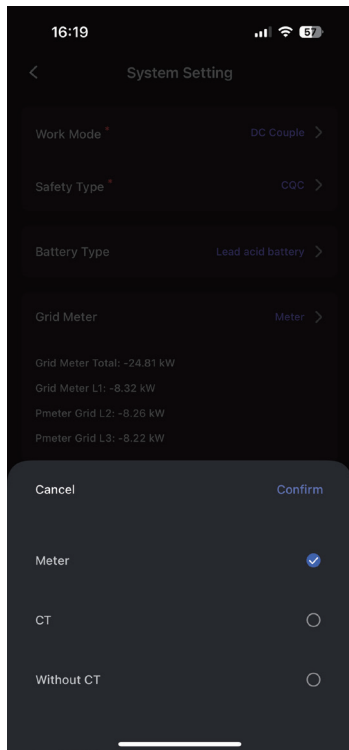 16:19
57
System Setting
Work Mode *
DC Couple
Safety Type *
CQC
Battery Type
Lead acid battery
Grid Meter
Meter
Grid Meter Total: -24.81 kW
Grid Meter L1: -8.32 kW
Pmeter Grid L2: -8.26 kW
Pmeter Grid L3: -8.22 kW
Cancel
Confirm
Meter
CT
Without CT